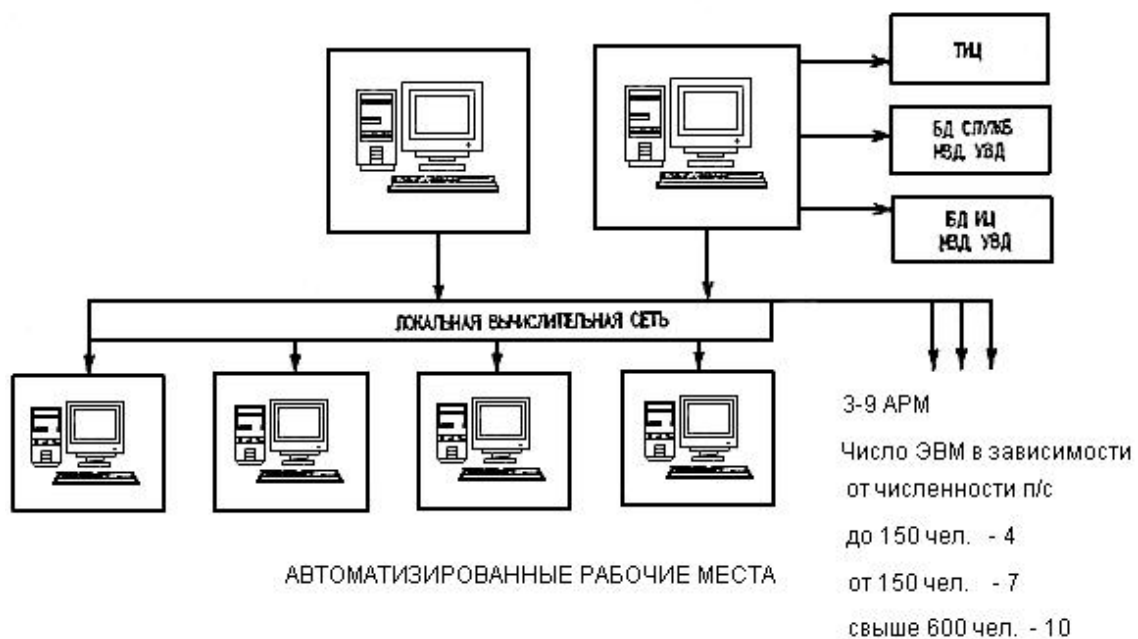 ТИЦ
БД СЛУЖБ
МВД, УВД
БД ИЦ
МВД, УВД
ЛОКАЛЬНАЯ ВЫЧИСЛИТЕЛЬНАЯ СЕТЬ
3-9 АРМ
Число ЭВМ в зависимости
от численности п/с
до 150 чел. - 4
от 150 чел. - 7
свыше 600 чел. - 10
АВТОМАТИЗИРОВАННЫЕ РАБОЧИЕ МЕСТА